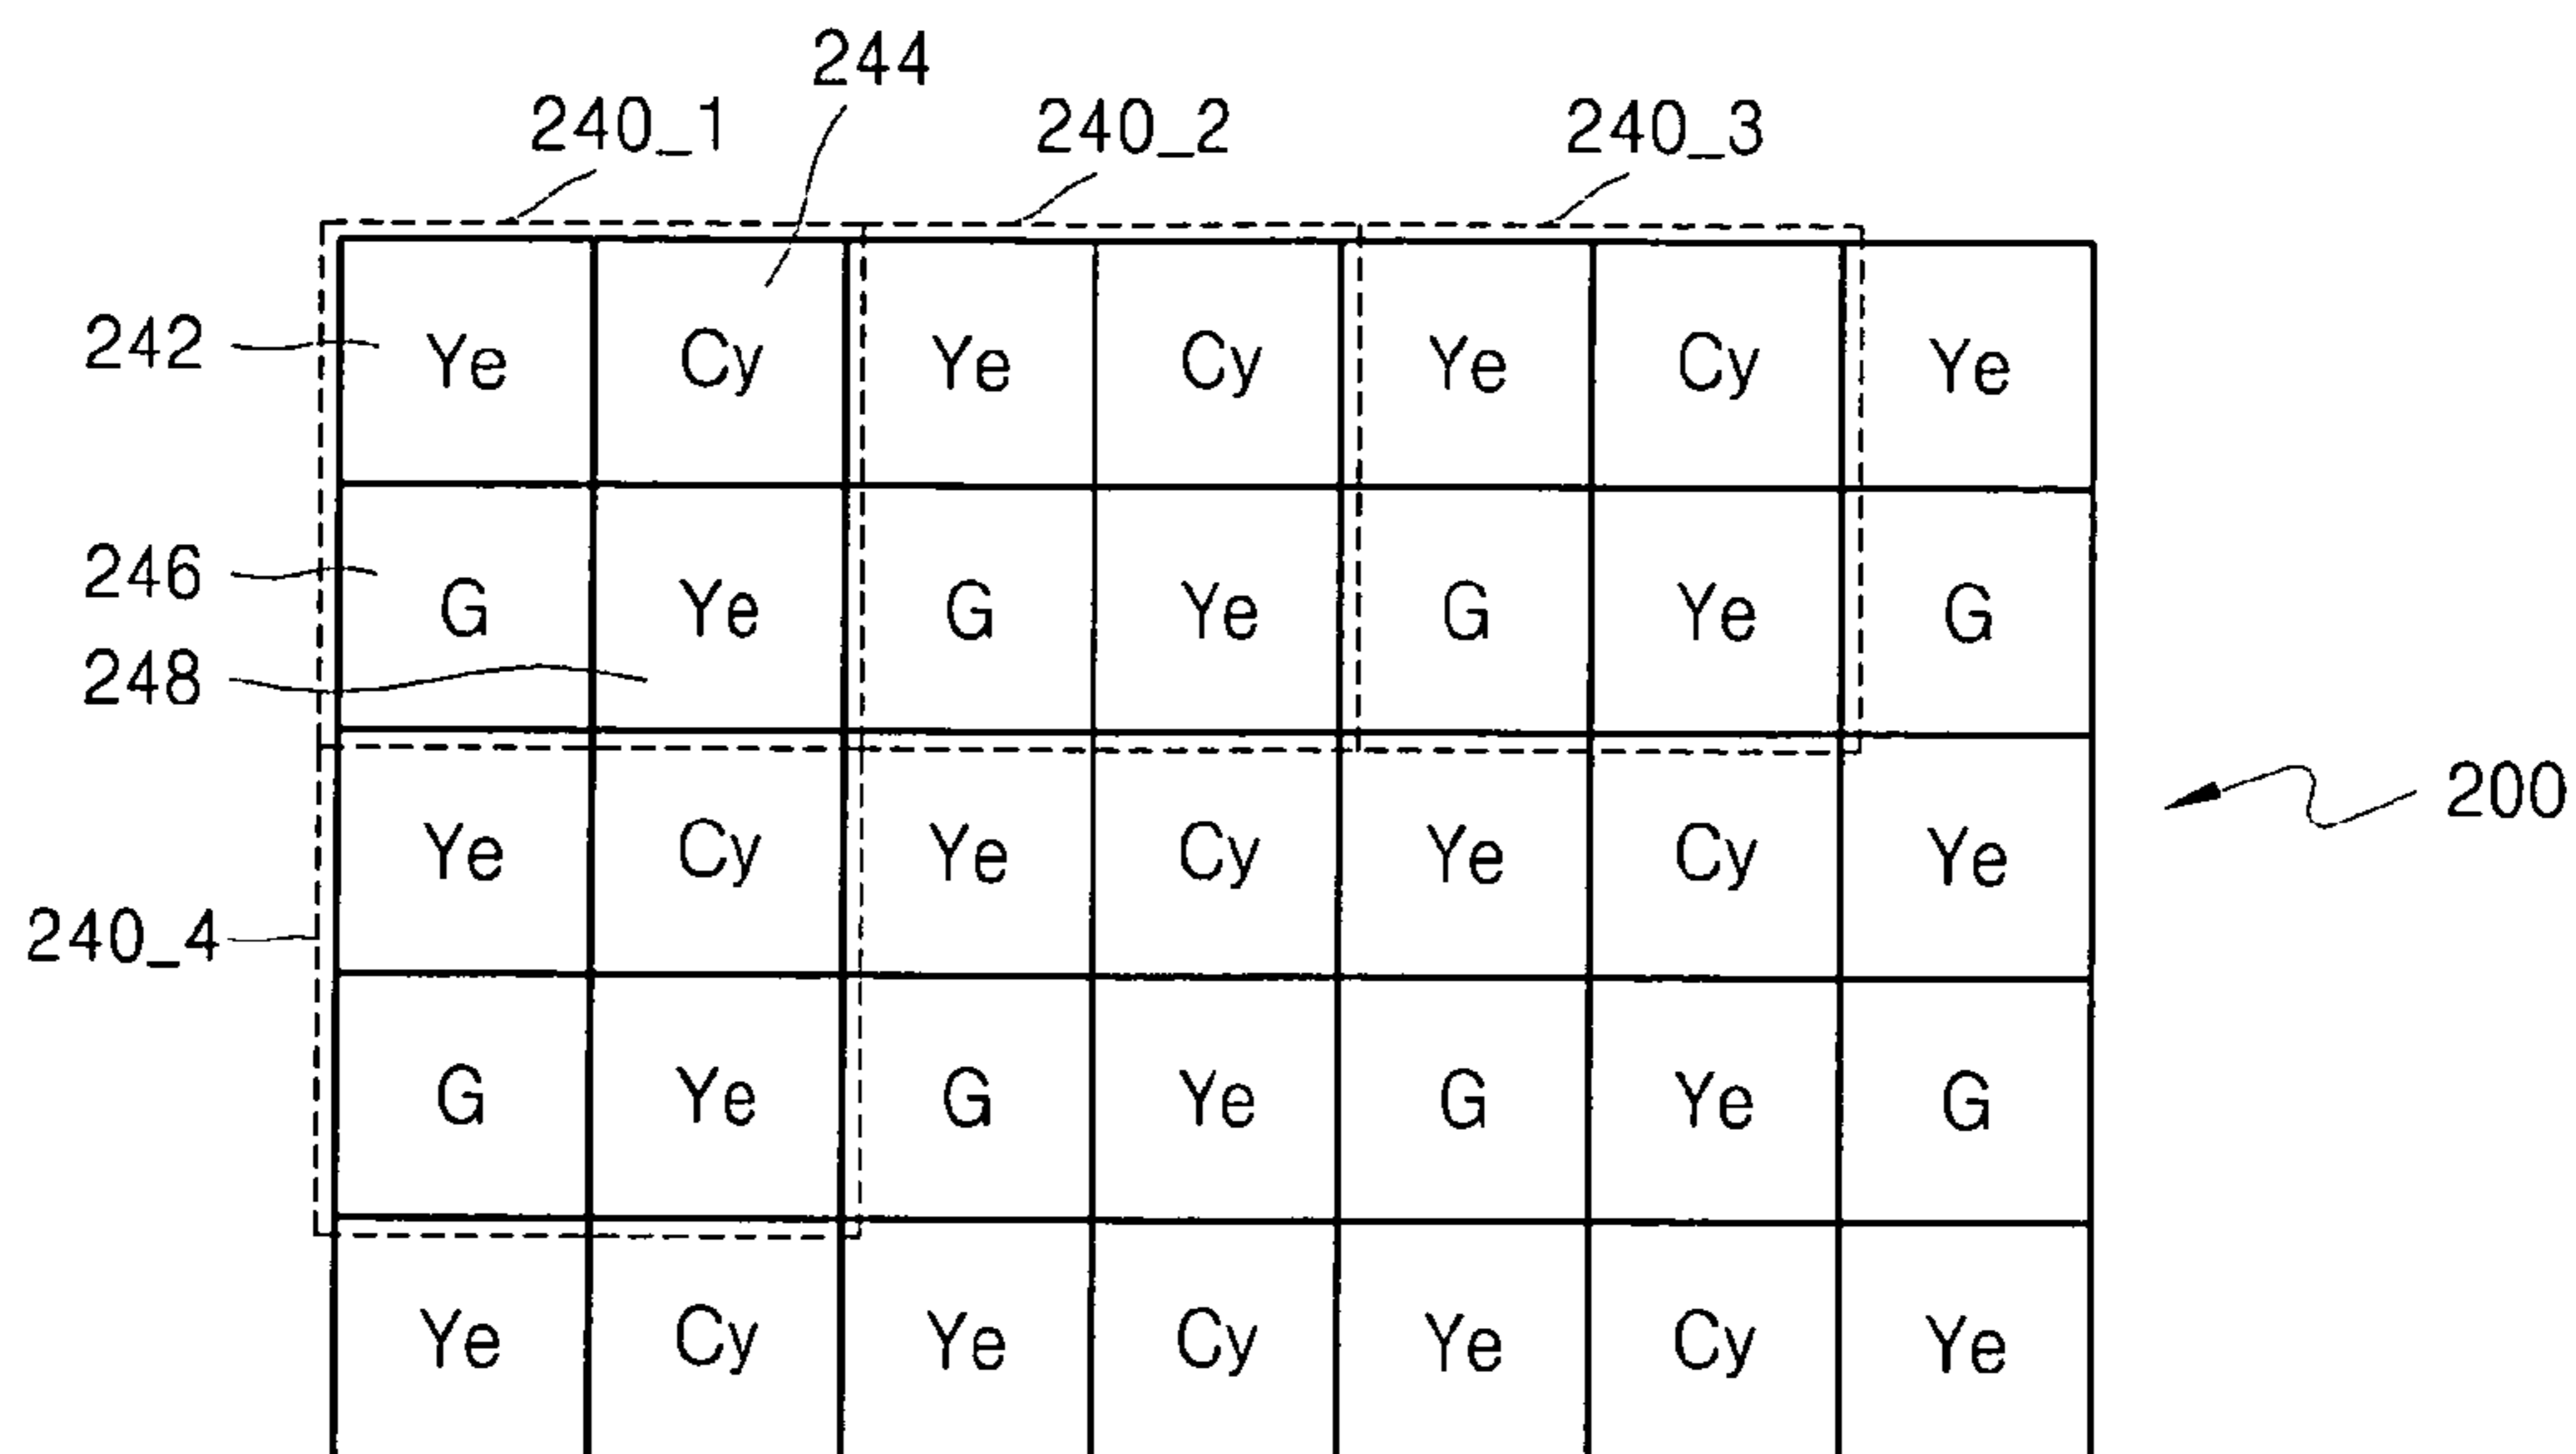 244
240_1 240_2 240_3
242 Ye Cy Ye Cy Ye Cy Ye
246 G Ye G Ye G Ye G
248
200
Ye Cy Ye Cy Ye Cy Ye
240_4
G Ye G Ye G Ye G
Ye Cy Ye Cy Ye Cy Ye